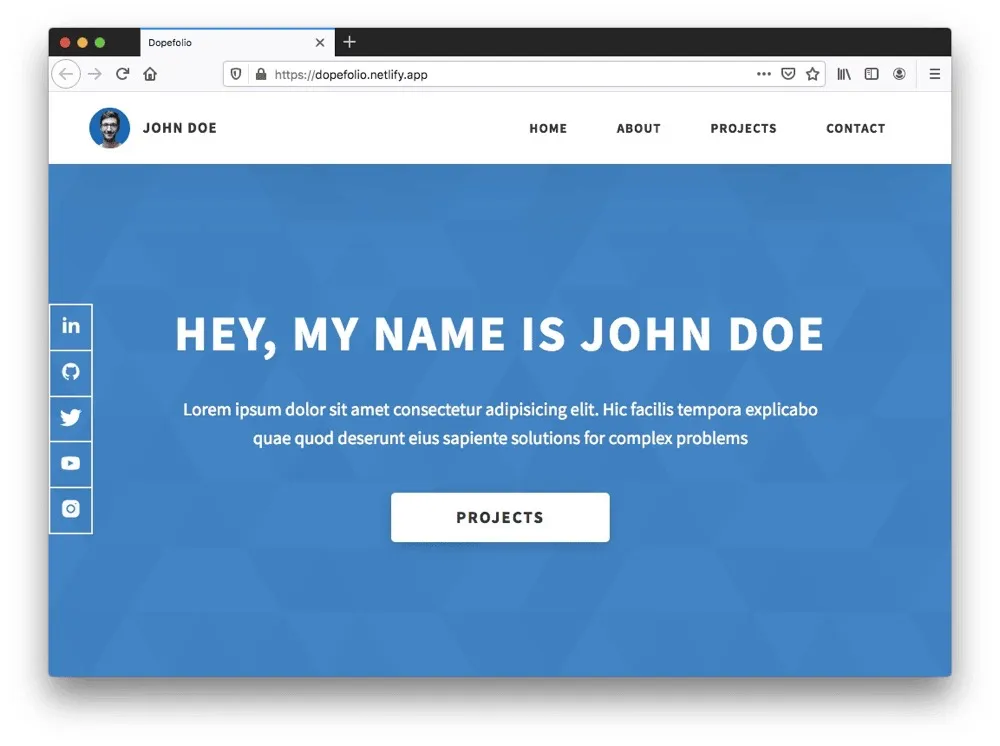 Dopefolio
https://dopefolio.netlify.app
JOHN DOE
HOME ABOUT PROJECTS CONTACT
HEY, MY NAME IS JOHN DOE
Lorem ipsum dolor sit amet consectetur adipisicing elit. Hic facilis tempora explicabo
quae quod deserunt eius sapiente solutions for complex problems
in
PROJECTS